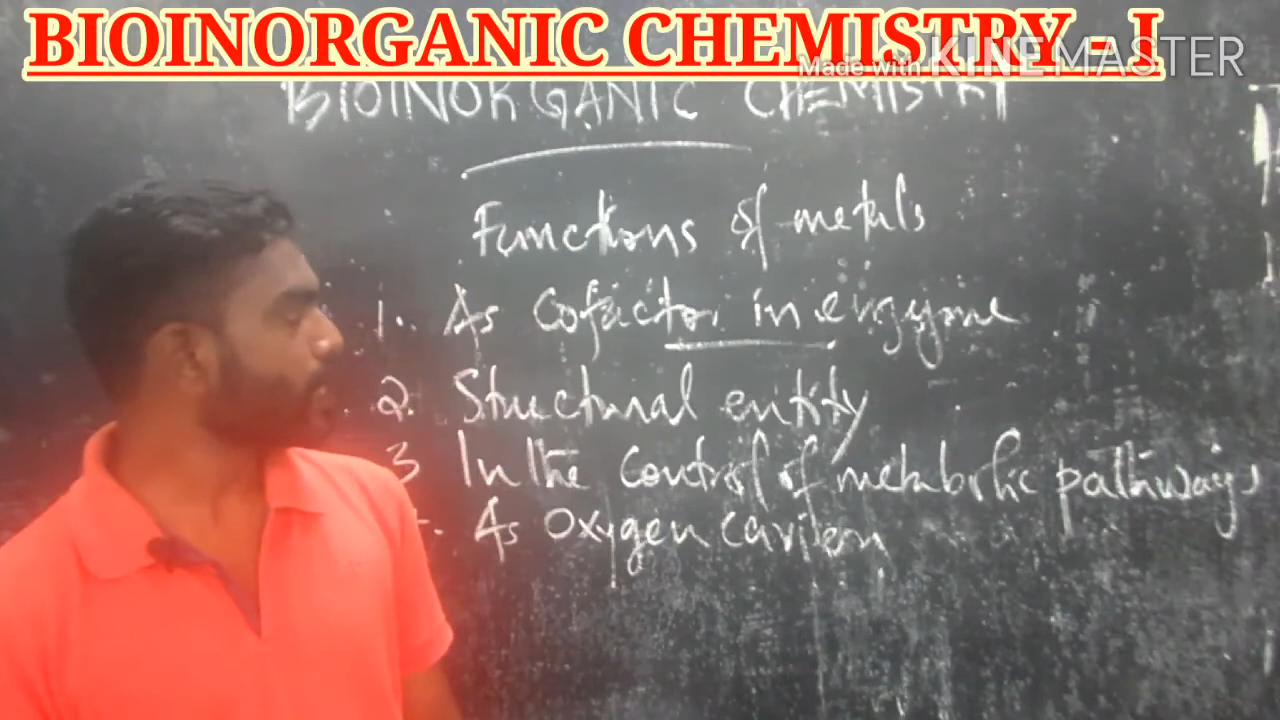 BIOINORGANIC CHEMISTRY - I
Made with KINEMASTER
BIOINORGANIC CHEMISTRY
Functions of metals
1. As Cofactor in enzyme
2. Structural entity
3 In the control of metabolic pathways
. As Oxygen carriers